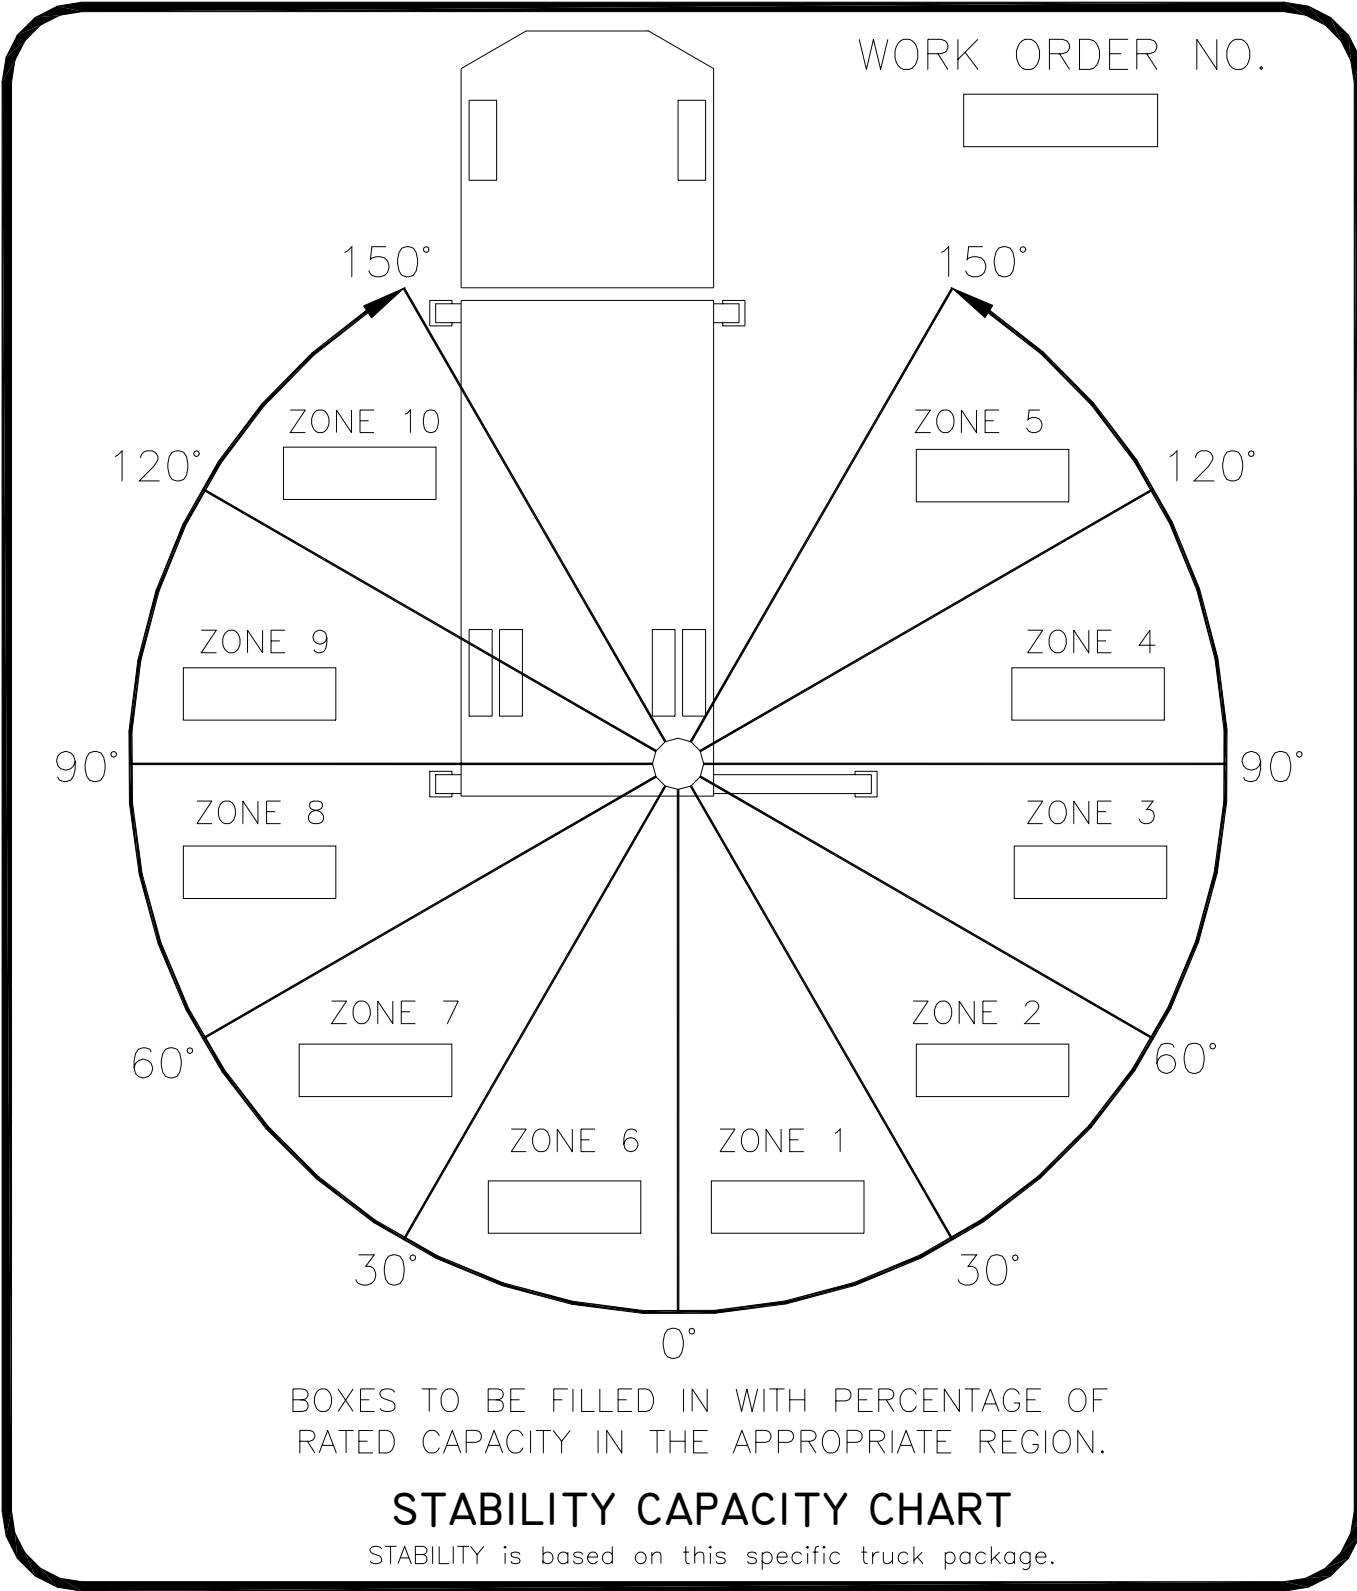 WORK ORDER NO.
150° 150°
ZONE 10 ZONE 5
120° 120°
ZONE 9 ZONE 4
90° 90°
ZONE 8 ZONE 3
ZONE 7 ZONE 2
60° 60°
ZONE 6 ZONE 1
30° 30°
0°
BOXES TO BE FILLED IN WITH PERCENTAGE OF
RATED CAPACITY IN THE APPROPRIATE REGION.
STABILITY CAPACITY CHART
STABILITY is based on this specific truck package.